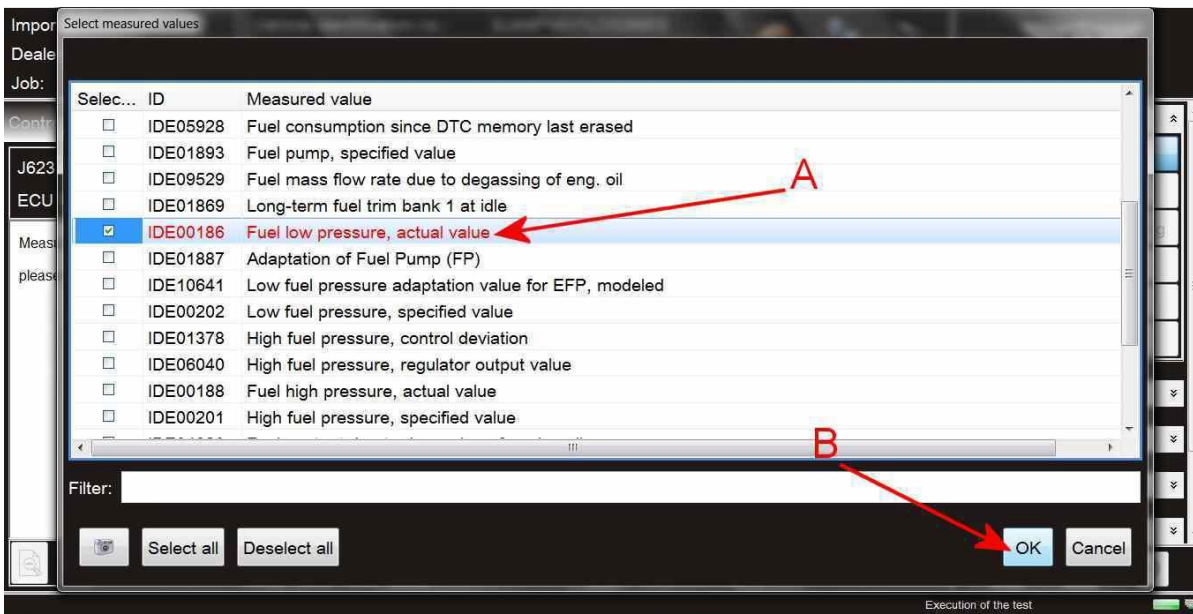 Impor
Select measured values
Deale
Job:
Selec... ID Measured value
IDE05928 Fuel consumption since DTC memory last erased
IDE01893 Fuel pump, specified value
IDE09529 Fuel mass flow rate due to degassing of eng. oil
A
IDE01869 Long-term fuel trim bank 1 at idle
IDE00186 Fuel low pressure, actual value
IDE01887 Adaptation of Fuel Pump (FP)
IDE10641 Low fuel pressure adaptation value for EFP, modeled
IDE00202 Low fuel pressure, specified value
IDE01378 High fuel pressure, control deviation
IDE06040 High fuel pressure, regulator output value
IDE00188 Fuel high pressure, actual value
IDE00201 High fuel pressure, specified value
Contr
J623
ECU
Meas
please
B
Filter:
Select all Deselect all OK Cancel
Execution of the test